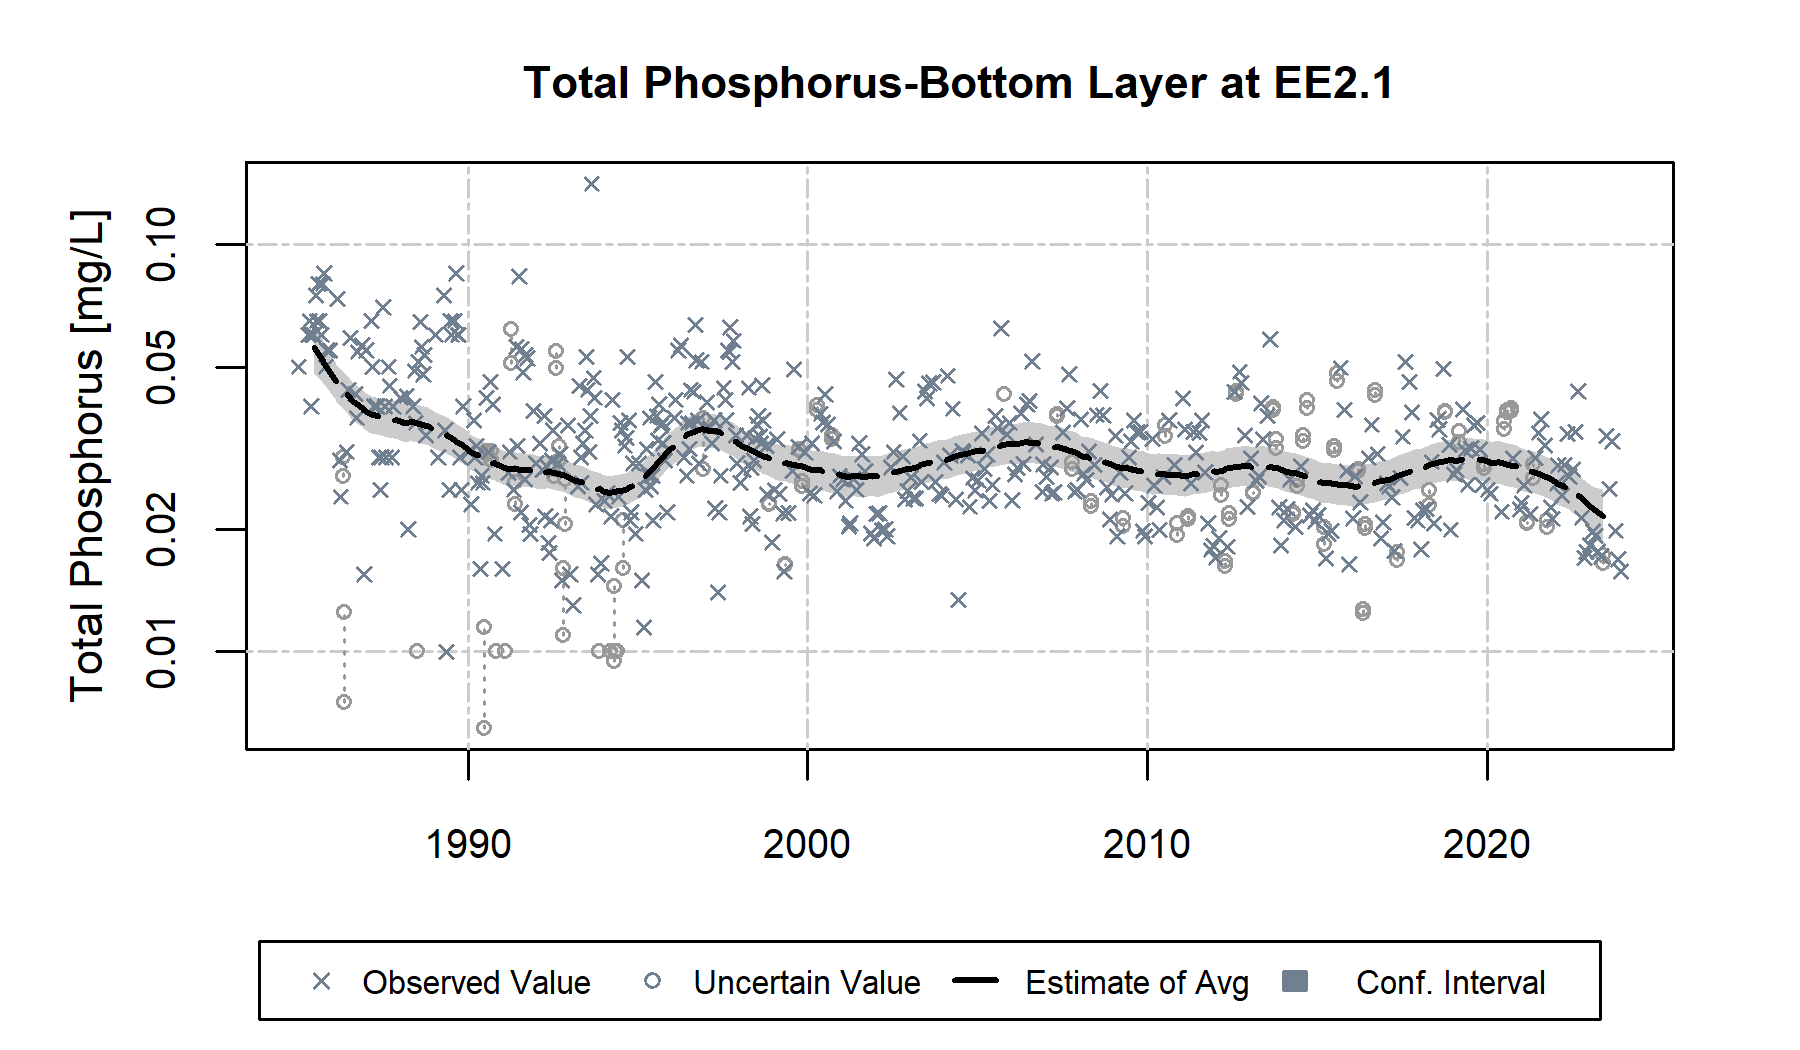 Total Phosphorus-Bottom Layer at EE2.1
Total Phosphorus [mg/L]
0.10
0.05
0.02
0.01
1990 2000 2010 2020
Observed Value Uncertain Value Estimate of Avg Conf. Interval